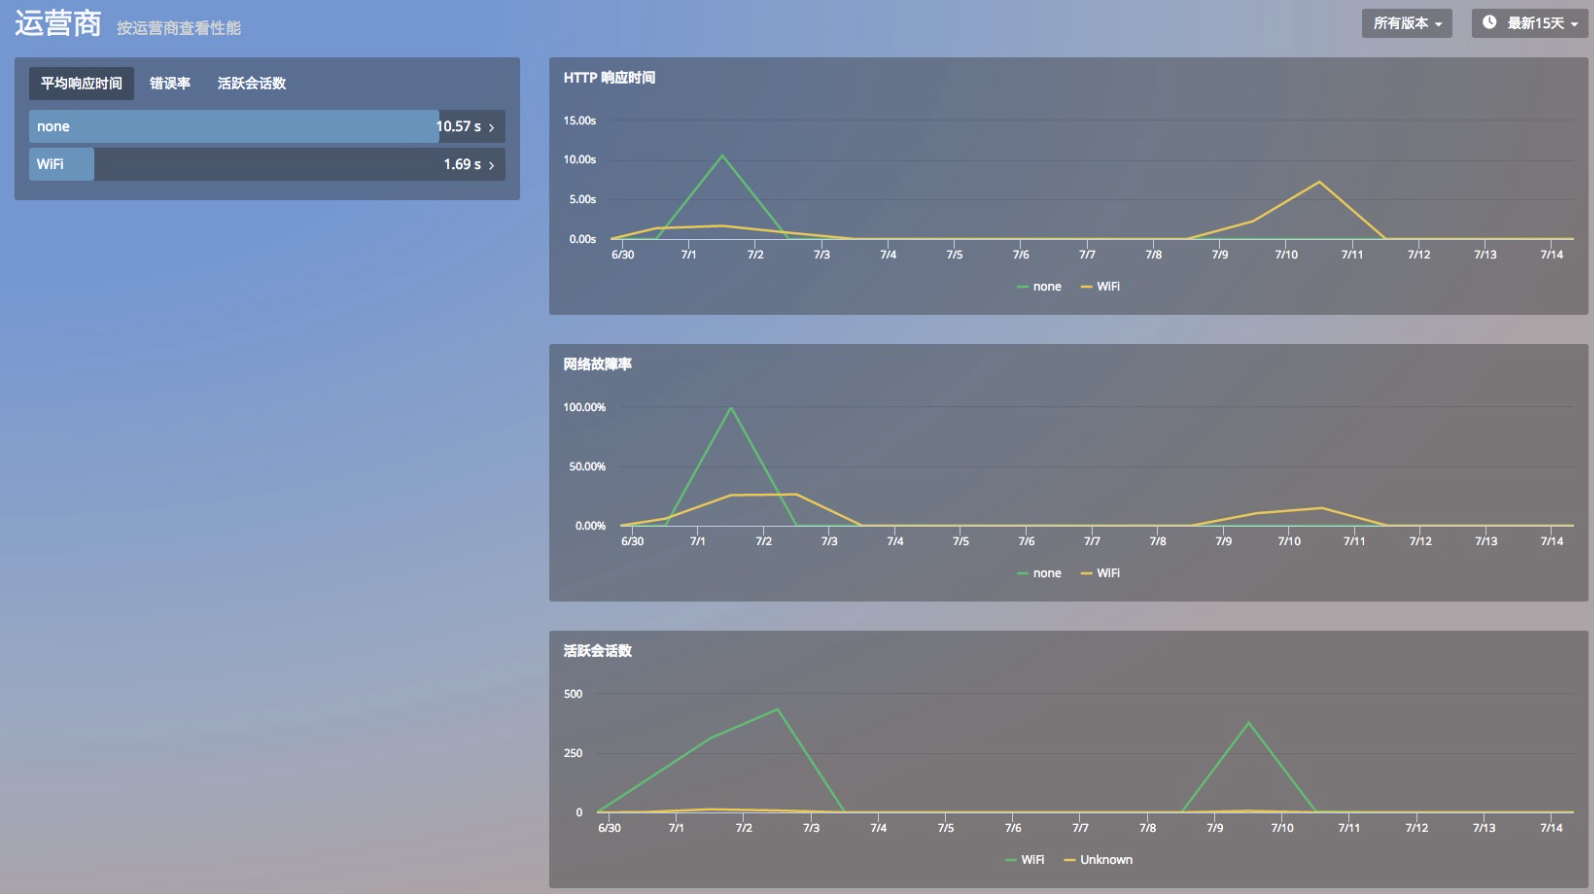 运营商 按运营商查看性能
所有版本 最新15天
平均响应时间 错误率 活跃会话数
none 10.57 s
WiFi 1.69 s
HTTP 响应时间
15.00s
10.00s
5.00s
0.00s
6/30 7/1 7/2 7/3 7/4 7/5 7/6 7/7 7/8 7/9 7/10 7/11 7/12 7/13 7/14
none WiFi
网络故障率
100.00%
50.00%
0.00%
6/30 7/1 7/2 7/3 7/4 7/5 7/6 7/7 7/8 7/9 7/10 7/11 7/12 7/13 7/14
none WiFi
活跃会话数
500
250
0
6/30 7/1 7/2 7/3 7/4 7/5 7/6 7/7 7/8 7/9 7/10 7/11 7/12 7/13 7/14
WiFi Unknown